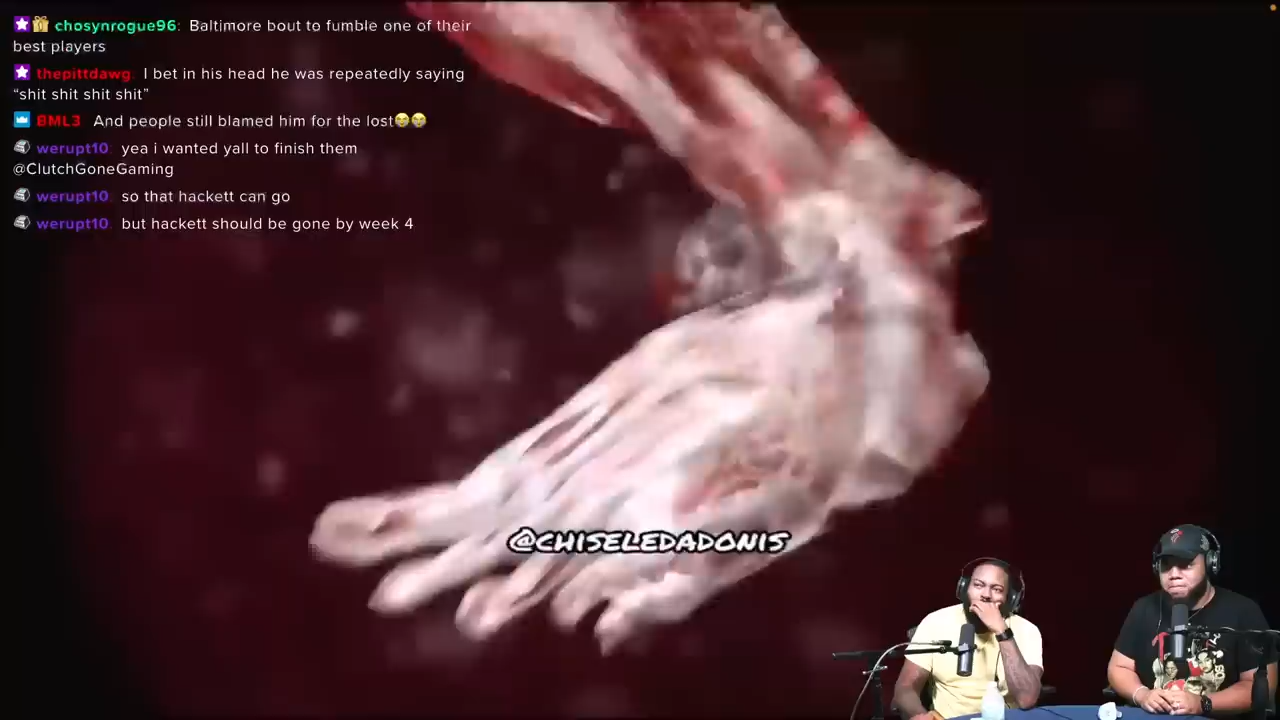 chosynrogue96: Baltimore bout to fumble one of their
best players
thepittdawg: I bet in his head he was repeatedly saying
“shit shit shit shit”
BML3: And people still blamed him for the lost😂😂
werupt10: yea i wanted yall to finish them
@ClutchGoneGaming
werupt10: so that hackett can go
werupt10: but hackett should be gone by week 4
@CHISELEDADONIS